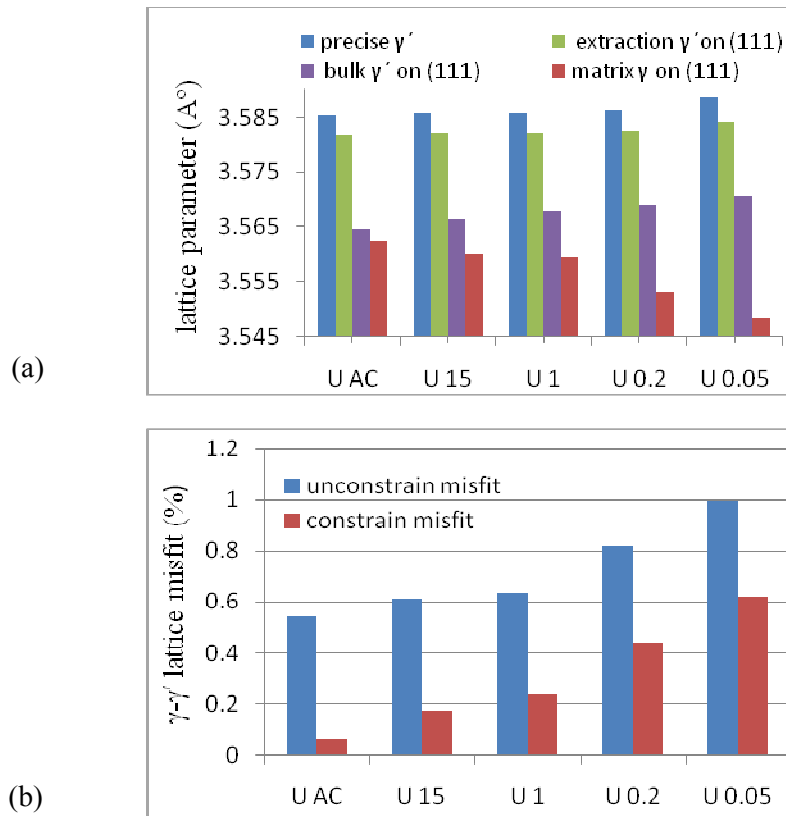 precise γ´ extraction γ´on (111)
bulk γ´ on (111) matrix γ on (111)
lattice parameter (A°)
3.585
3.575
3.565
3.555
3.545
U AC U 15 U 1 U 0.2 U 0.05
(a)
γ-γ´ lattice misfit (%)
1.2
1
0.8
0.6
0.4
0.2
0
unconstrain misfit
constrain misfit
U AC U 15 U 1 U 0.2 U 0.05
(b)